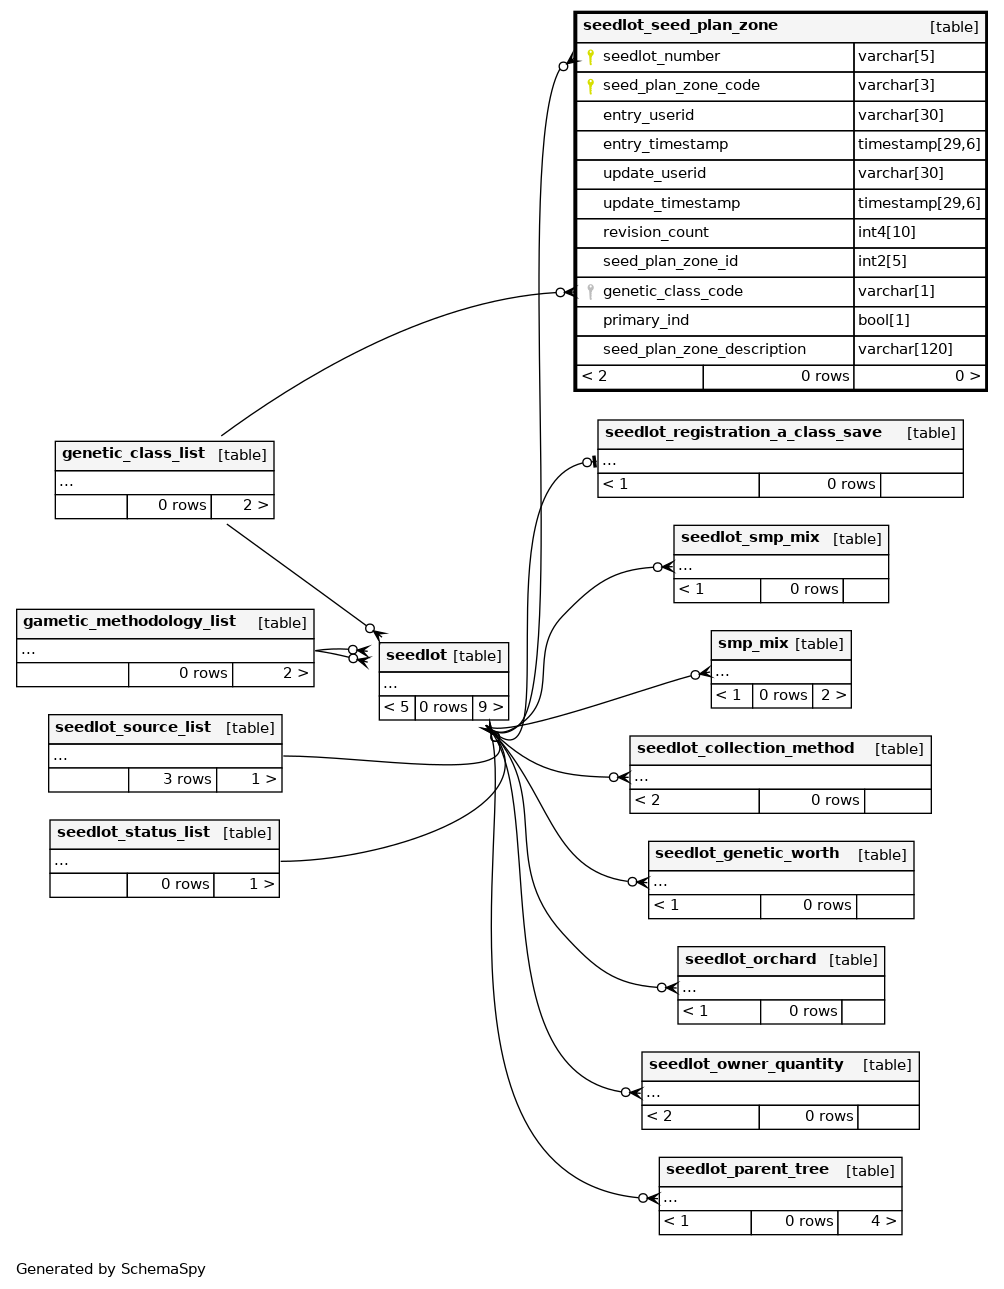 seedlot_seed_plan_zone [table]
seedlot_number varchar[5]
seed_plan_zone_code varchar[3]
entry_userid varchar[30]
entry_timestamp timestamp[29,6]
update_userid varchar[30]
update_timestamp timestamp[29,6]
revision_count int4[10]
seed_plan_zone_id int2[5]
genetic_class_code varchar[1]
primary_ind bool[1]
seed_plan_zone_description varchar[120]
< 2 0 rows 0 >
seedlot_registration_a_class_save [table]
...
< 1 0 rows
genetic_class_list [table]
...
0 rows 2 >
seedlot_smp_mix [table]
...
< 1 0 rows
gametic_methodology_list [table]
...
0 rows 2 >
seedlot [table]
...
< 5 0 rows 9 >
smp_mix [table]
...
< 1 0 rows 2 >
seedlot_source_list [table]
...
3 rows 1 >
seedlot_collection_method [table]
...
< 2 0 rows
seedlot_status_list [table]
...
0 rows 1 >
seedlot_genetic_worth [table]
...
< 1 0 rows
seedlot_orchard [table]
...
< 1 0 rows
seedlot_owner_quantity [table]
...
< 2 0 rows
seedlot_parent_tree [table]
...
< 1 0 rows 4 >
Generated by SchemaSpy